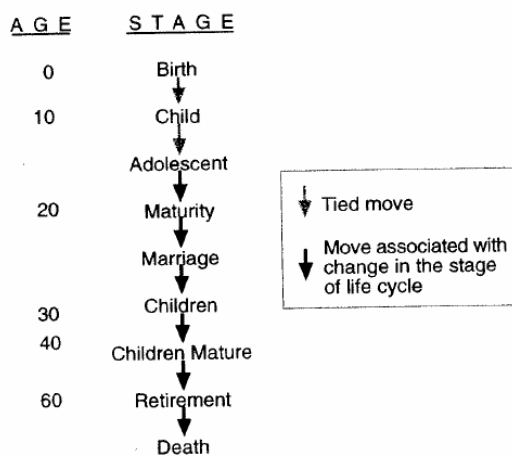 AGE STAGE
0 Birth
10 Child
Adolescent
20 Maturity
Marriage
30 Children
40 Children Mature
60 Retirement
Death
Tied move
Move associated with
change in the stage
of life cycle